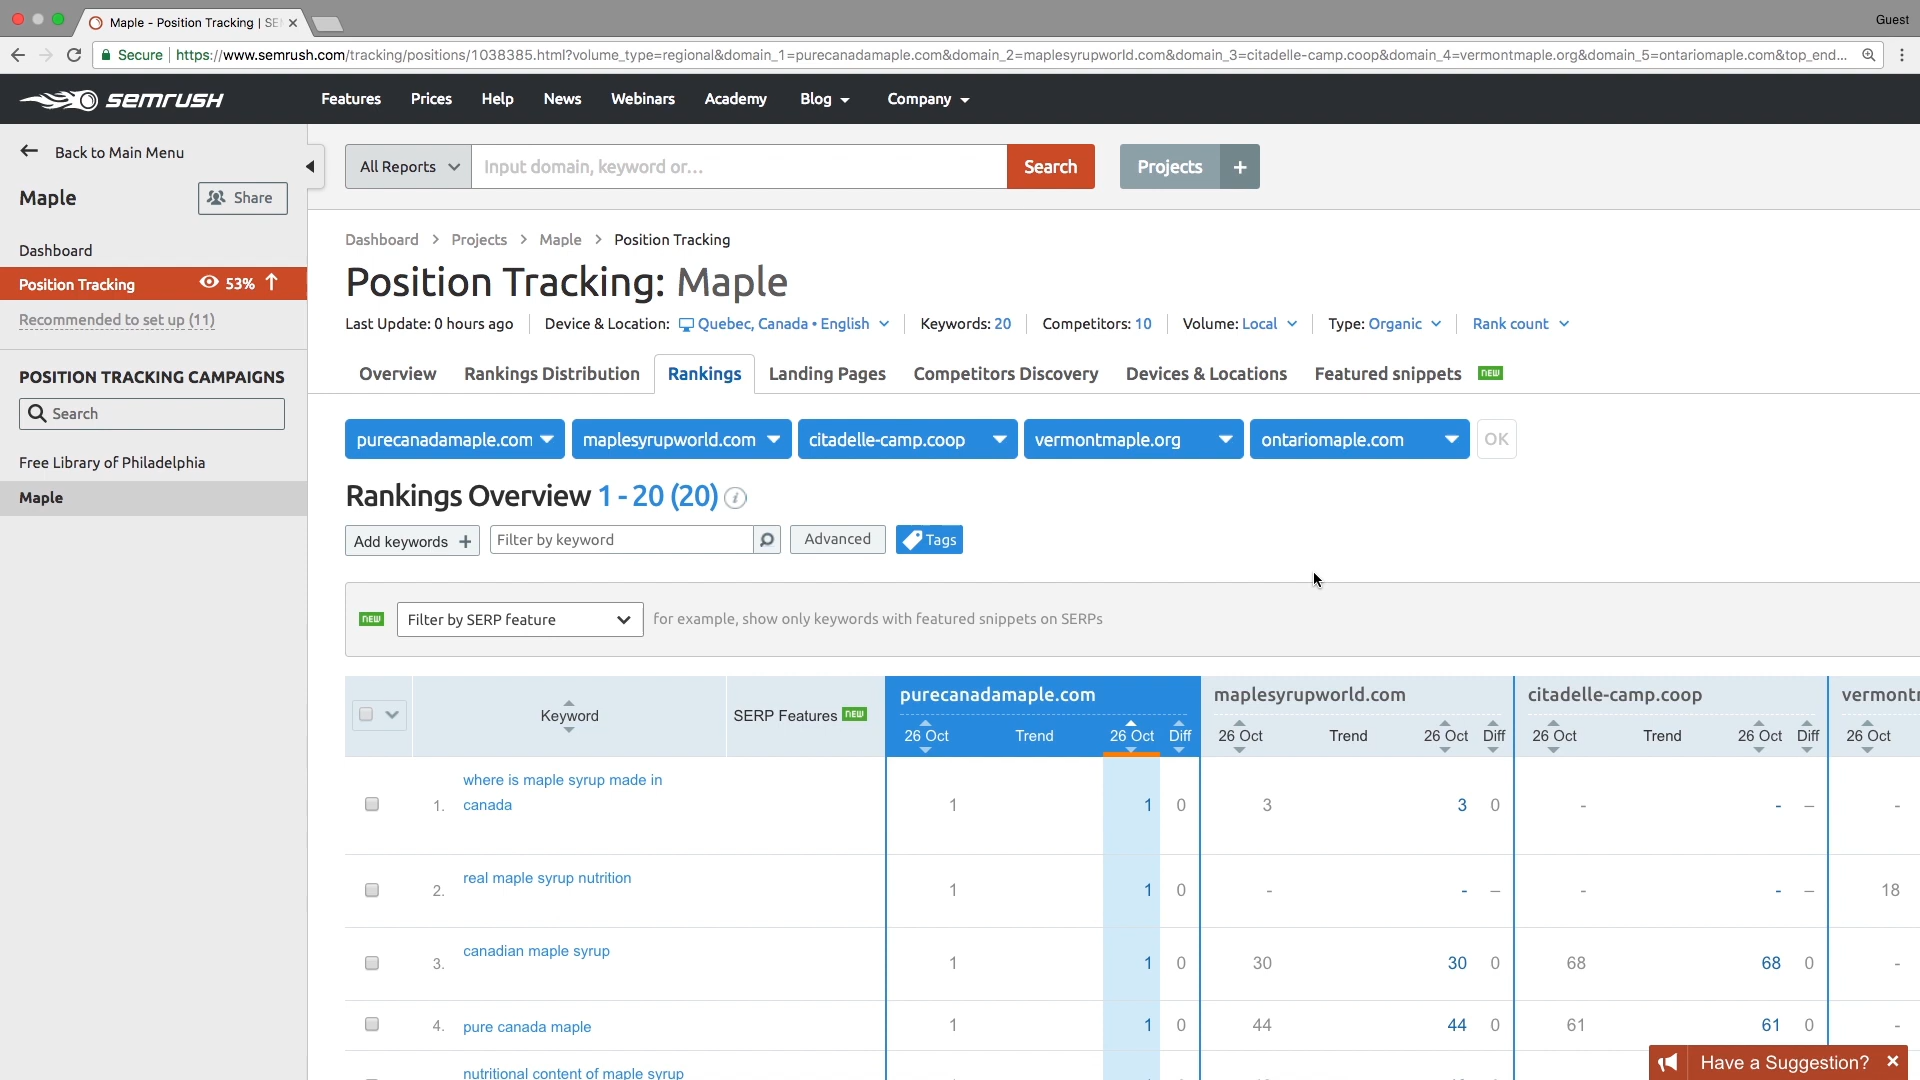 Maple - Position Tracking | SE
Guest
Secure https://www.semrush.com/tracking/positions/1038385.html?volume_type=regional&domain_1=purecanadamaple.com&domain_2=maplesyrupworld.com&domain_3=citadelle-camp.coop&domain_4=vermontmaple.org&domain_5=ontariomaple.com&top_end...
SEMRUSH Features Prices Help News Webinars Academy Blog Company
Back to Main Menu
All Reports Input domain, keyword or... Search Projects +
Maple Share
Dashboard
Position Tracking 53%
Recommended to set up (11)
POSITION TRACKING CAMPAIGNS
Search
Free Library of Philadelphia
Maple
Dashboard > Projects > Maple > Position Tracking
Position Tracking: Maple
Last Update: 0 hours ago Device & Location: Quebec, Canada • English Keywords: 20 Competitors: 10 Volume: Local Type: Organic Rank count
Overview Rankings Distribution Rankings Landing Pages Competitors Discovery Devices & Locations Featured snippets NEW
purecanadamaple.com maplesyrupworld.com citadelle-camp.coop vermontmaple.org ontariomaple.com OK
Rankings Overview 1 - 20 (20) i
Add keywords + Filter by keyword Advanced Tags
NEW Filter by SERP feature for example, show only keywords with featured snippets on SERPs
purecanadamaple.com maplesyrupworld.com citadelle-camp.coop vermontm
Keyword SERP Features NEW
26 Oct Trend 26 Oct Diff 26 Oct Trend 26 Oct Diff 26 Oct Trend 26 Oct Diff 26 Oct
1. where is maple syrup made in
canada 1 1 0 3 3 0 - - – -
2. real maple syrup nutrition 1 1 0 - - – - - – 18
3. canadian maple syrup 1 1 0 30 30 0 68 68 0 -
4. pure canada maple 1 1 0 44 44 0 61 61 0 -
nutritional content of maple syrup
Have a Suggestion? ×